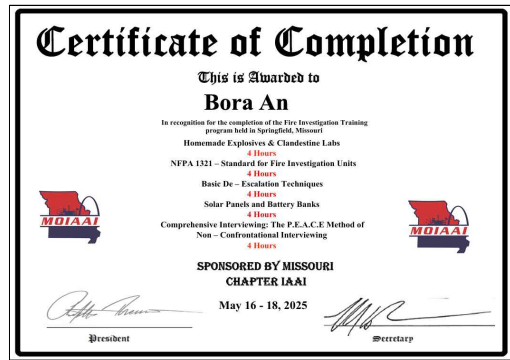 Certificate of Completion
This is Awarded to
Bora An
In recognition for the completion of the Fire Investigation Training
program held in Springfield, Missouri
Homemade Explosives & Clandestine Labs
4 Hours
NFPA 1321 – Standard for Fire Investigation Units
4 Hours
Basic De – Escalation Techniques
4 Hours
Solar Panels and Battery Banks
4 Hours
Comprehensive Interviewing: The P.E.A.C.E Method of
Non – Confrontational Interviewing
4 Hours
MOIAAI
MOIAAI
SPONSORED BY MISSOURI
CHAPTER IAAI
May 16 - 18, 2025
President
Secretary